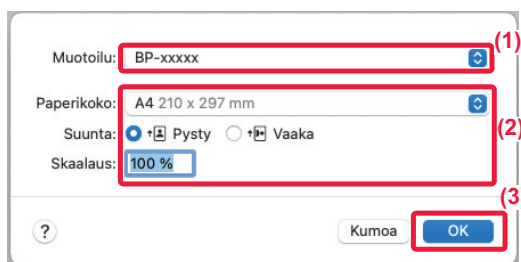 Muotoilu: BP-xxxxx (1)
Paperikoko: A4 210 x 297 mm
Suunta: Pysty Vaaka (2)
Skaalaus: 100 %
(3
? Kumoa OK